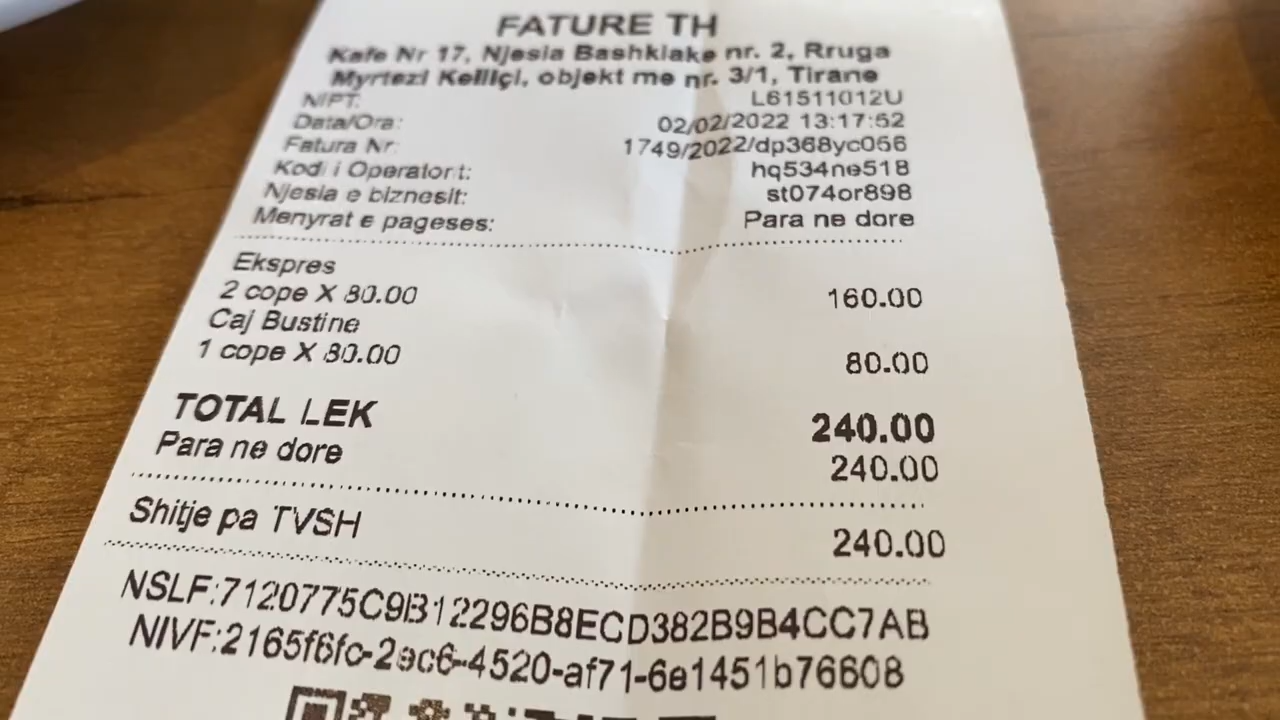 FATURE TH
Kafe Nr 17, Njesia Bashkiake nr. 2, Rruga
Myrtezi Kelliçi, objekt me nr. 3/1, Tirane
NIPT: L61511012U
Data/Ora: 02/02/2022 13:17:52
Fatura Nr: 1749/2022/dp368yc056
Kodi i Operatorit: hq534ne518
Njesia e biznesit: st074or898
Menyrat e pageses: Para ne dore
Ekspres
2 cope X 80.00 160.00
Caj Bustine
1 cope X 80.00 80.00
TOTAL LEK 240.00
Para ne dore 240.00
Shitje pa TVSH 240.00
NSLF:7120775C9B12296B8ECD382B9B4CC7AB
NIVF:2165f6fc-2ec6-4520-af71-6e1451b76608